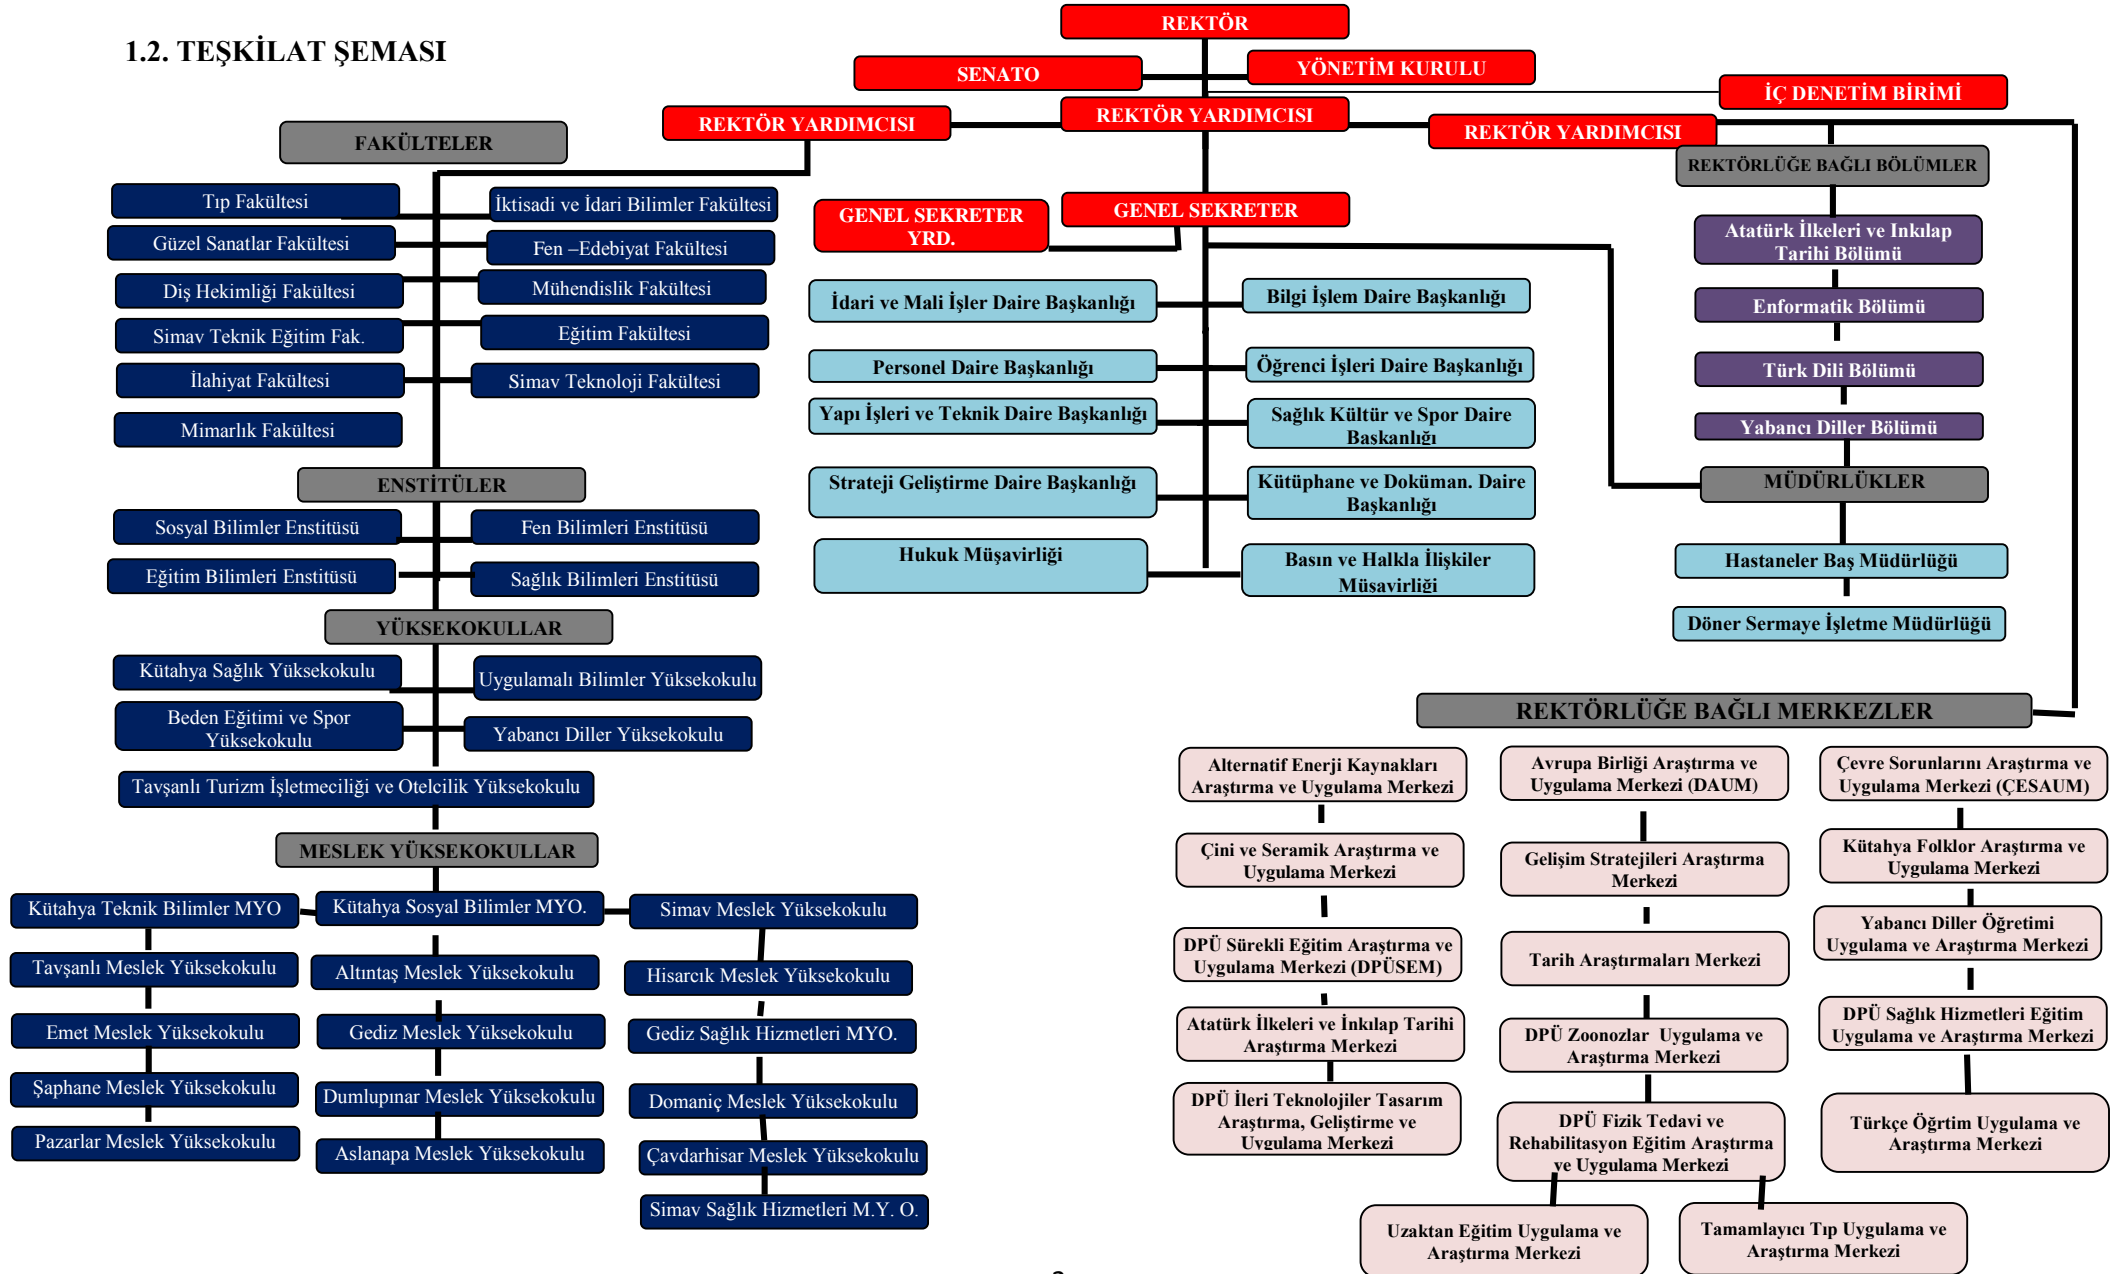 1.2. TEŞKİLAT ŞEMASI
REKTÖR
SENATO
YÖNETİM KURULU
İÇ DENETİM BİRİMİ
REKTÖR YARDIMCISI
REKTÖR YARDIMCISI
REKTÖR YARDIMCISI
FAKÜLTELER
Tıp Fakültesi
İktisadi ve İdari Bilimler Fakültesi
Güzel Sanatlar Fakültesi
Fen –Edebiyat Fakültesi
Diş Hekimliği Fakültesi
Mühendislik Fakültesi
Simav Teknik Eğitim Fak.
Eğitim Fakültesi
İlahiyat Fakültesi
Simav Teknoloji Fakültesi
Mimarlık Fakültesi
ENSTİTÜLER
Sosyal Bilimler Enstitüsü
Fen Bilimleri Enstitüsü
Eğitim Bilimleri Enstitüsü
Sağlık Bilimleri Enstitüsü
YÜKSEKOKULLAR
Kütahya Sağlık Yüksekokulu
Uygulamalı Bilimler Yüksekokulu
Beden Eğitimi ve Spor
Yüksekokulu
Yabancı Diller Yüksekokulu
Tavşanlı Turizm İşletmeciliği ve Otelcilik Yüksekokulu
MESLEK YÜKSEKOKULLAR
Kütahya Teknik Bilimler MYO
Kütahya Sosyal Bilimler MYO.
Simav Meslek Yüksekokulu
Tavşanlı Meslek Yüksekokulu
Altıntaş Meslek Yüksekokulu
Hisarcık Meslek Yüksekokulu
Emet Meslek Yüksekokulu
Gediz Meslek Yüksekokulu
Gediz Sağlık Hizmetleri MYO.
Şaphane Meslek Yüksekokulu
Dumlupınar Meslek Yüksekokulu
Domaniç Meslek Yüksekokulu
Pazarlar Meslek Yüksekokulu
Aslanapa Meslek Yüksekokulu
Çavdarhisar Meslek Yüksekokulu
Simav Sağlık Hizmetleri M.Y. O.
GENEL SEKRETER
YRD.
GENEL SEKRETER
İdari ve Mali İşler Daire Başkanlığı
Bilgi İşlem Daire Başkanlığı
Personel Daire Başkanlığı
Öğrenci İşleri Daire Başkanlığı
Yapı İşleri ve Teknik Daire Başkanlığı
Sağlık Kültür ve Spor Daire
Başkanlığı
Strateji Geliştirme Daire Başkanlığı
Kütüphane ve Doküman. Daire
Başkanlığı
Hukuk Müşavirliği
Basın ve Halkla İlişkiler
Müşavirliği
REKTÖRLÜĞE BAĞLI BÖLÜMLER
Atatürk İlkeleri ve Inkılap
Tarihi Bölümü
Enformatik Bölümü
Türk Dili Bölümü
Yabancı Diller Bölümü
MÜDÜRLÜKLER
Hastaneler Baş Müdürlüğü
Döner Sermaye İşletme Müdürlüğü
REKTÖRLÜĞE BAĞLI MERKEZLER
Alternatif Enerji Kaynakları
Araştırma ve Uygulama Merkezi
Avrupa Birliği Araştırma ve
Uygulama Merkezi (DAUM)
Çevre Sorunlarını Araştırma ve
Uygulama Merkezi (ÇESAUM)
Çini ve Seramik Araştırma ve
Uygulama Merkezi
Gelişim Stratejileri Araştırma
Merkezi
Kütahya Folklor Araştırma ve
Uygulama Merkezi
DPÜ Sürekli Eğitim Araştırma ve
Uygulama Merkezi (DPÜSEM)
Tarih Araştırmaları Merkezi
Yabancı Diller Öğretimi
Uygulama ve Araştırma Merkezi
Atatürk İlkeleri ve İnkılap Tarihi
Araştırma Merkezi
DPÜ Zoonozlar Uygulama ve
Araştırma Merkezi
DPÜ Sağlık Hizmetleri Eğitim
Uygulama ve Araştırma Merkezi
DPÜ İleri Teknolojiler Tasarım
Araştırma, Geliştirme ve
Uygulama Merkezi
DPÜ Fizik Tedavi ve
Rehabilitasyon Eğitim Araştırma
ve Uygulama Merkezi
Türkçe Öğrtim Uygulama ve
Araştırma Merkezi
Uzaktan Eğitim Uygulama ve
Araştırma Merkezi
Tamamlayıcı Tıp Uygulama ve
Araştırma Merkezi